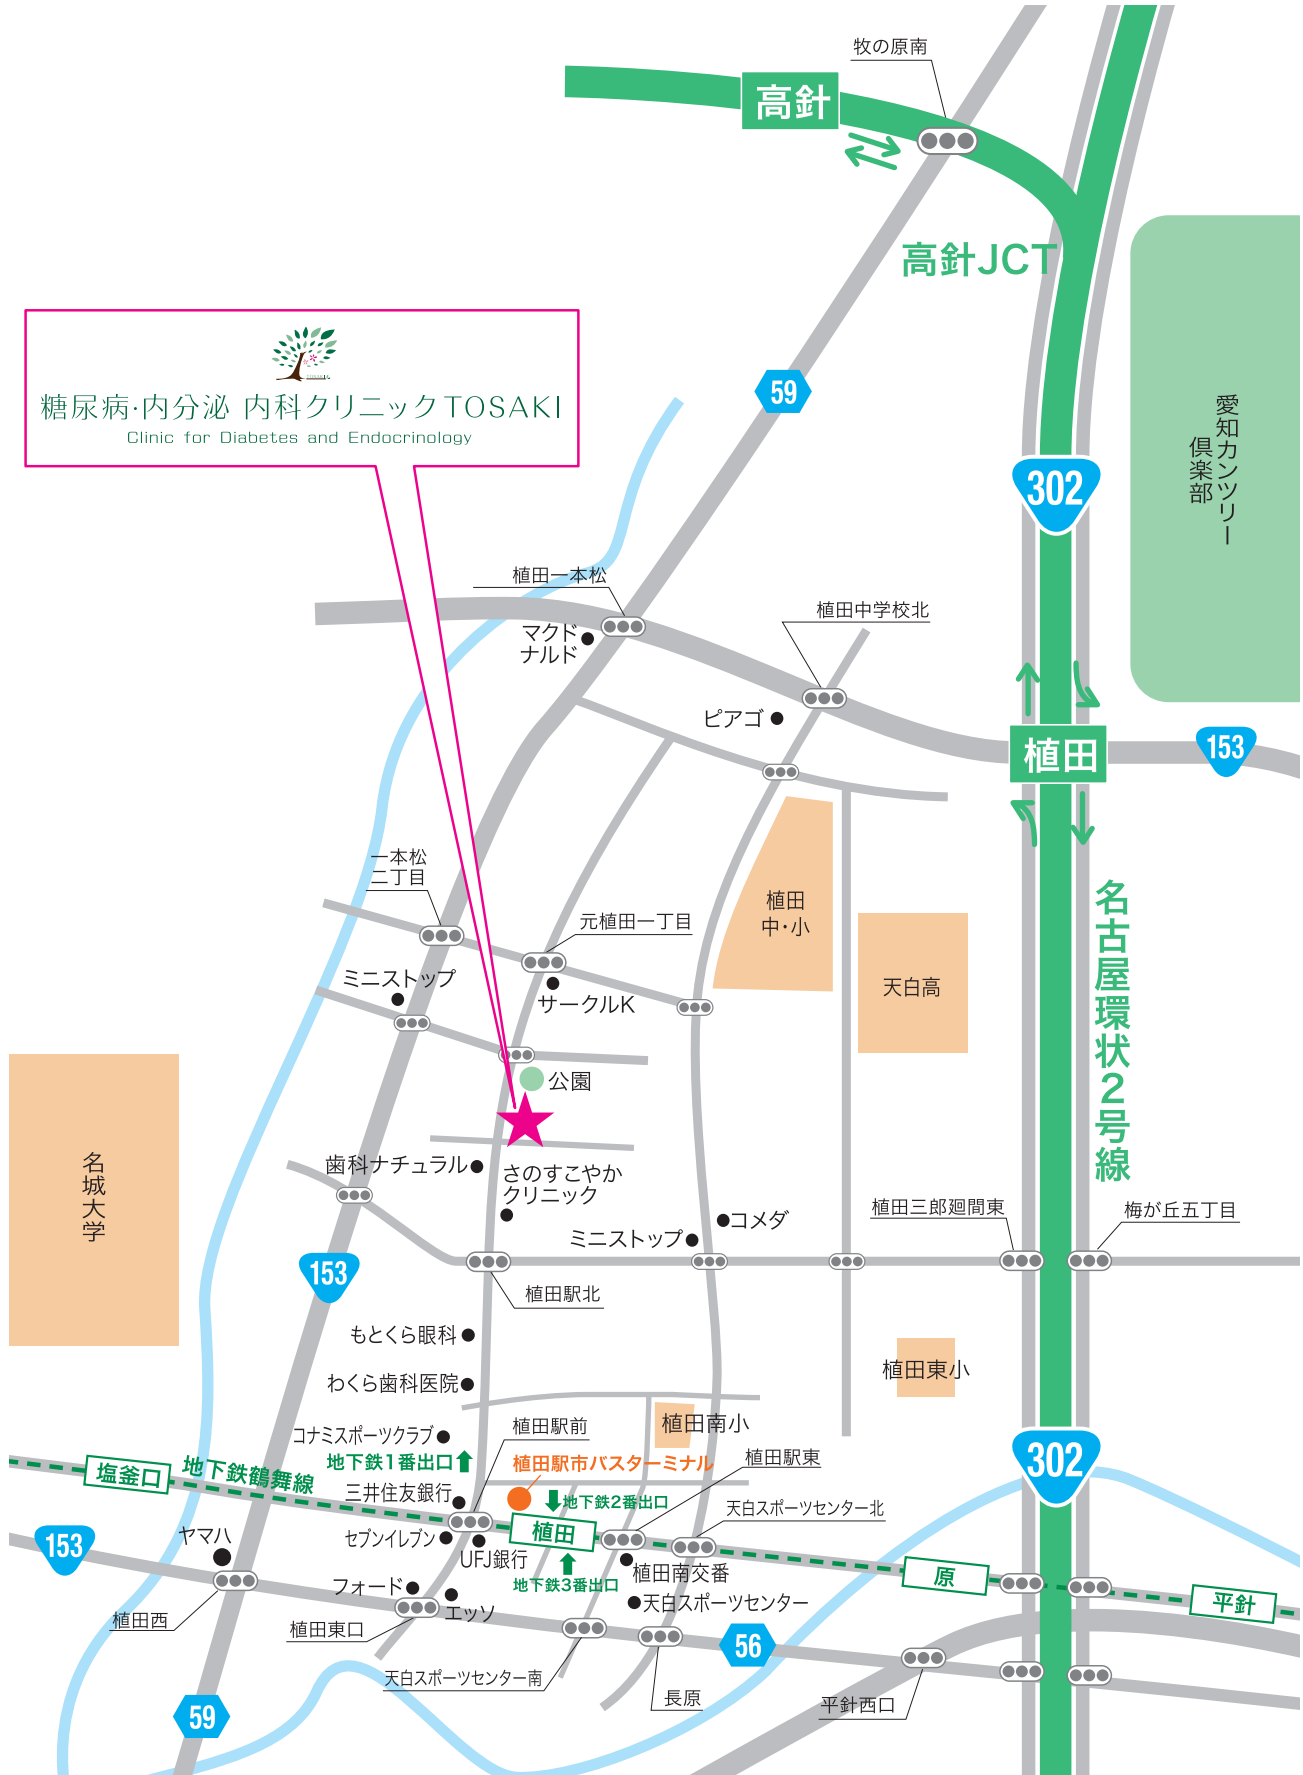 牧の原南
高針
高針JCT
TOSAKI
糖尿病・内分泌 内科クリニックTOSAKI
Clinic for Diabetes and Endocrinology
59
愛知カンツリー
倶楽部
302
植田一本松
マクド
ナルド
植田中学校北
ピアゴ
植田
153
一本松
二丁目
元植田一丁目
植田
中・小
天白高
名古屋環状2号線
ミニストップ
サークルK
公園
名城大学
歯科ナチュラル
さのすこやか
クリニック
コメダ
ミニストップ
植田三郎廻間東
梅が丘五丁目
153
植田駅北
もとくら眼科
わくら歯科医院
植田東小
コナミスポーツクラブ
植田駅前
植田南小
地下鉄1番出口
植田駅市バスターミナル
植田駅東
302
塩釜口
地下鉄鶴舞線
三井住友銀行
地下鉄2番出口
天白スポーツセンター北
153
ヤマハ
セブンイレブン
植田
UFJ銀行
植田南交番
原
平針
フォード
エッソ
地下鉄3番出口
天白スポーツセンター
植田西
植田東口
56
天白スポーツセンター南
長原
平針西口
59